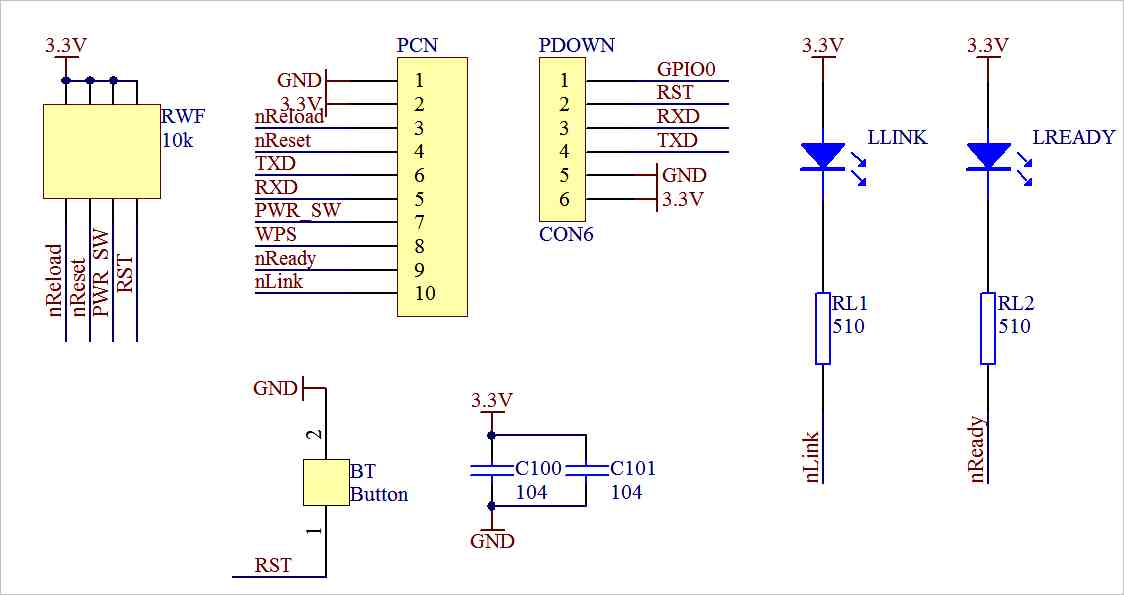 3.3V
RWF
10k
nReload
nReset
PWR_SW
RST
PCN
GND
1
3.3V
2
nReload
3
nReset
4
TXD
6
RXD
5
PWR_SW
7
WPS
8
nReady
9
nLink
10
PDOWN
1
GPIO0
2
RST
3
RXD
4
TXD
5
GND
6
3.3V
CON6
3.3V
LLINK
RL1
510
nLink
3.3V
LREADY
RL2
510
nReady
GND
2
BT
Button
1
RST
3.3V
C100
104
C101
104
GND